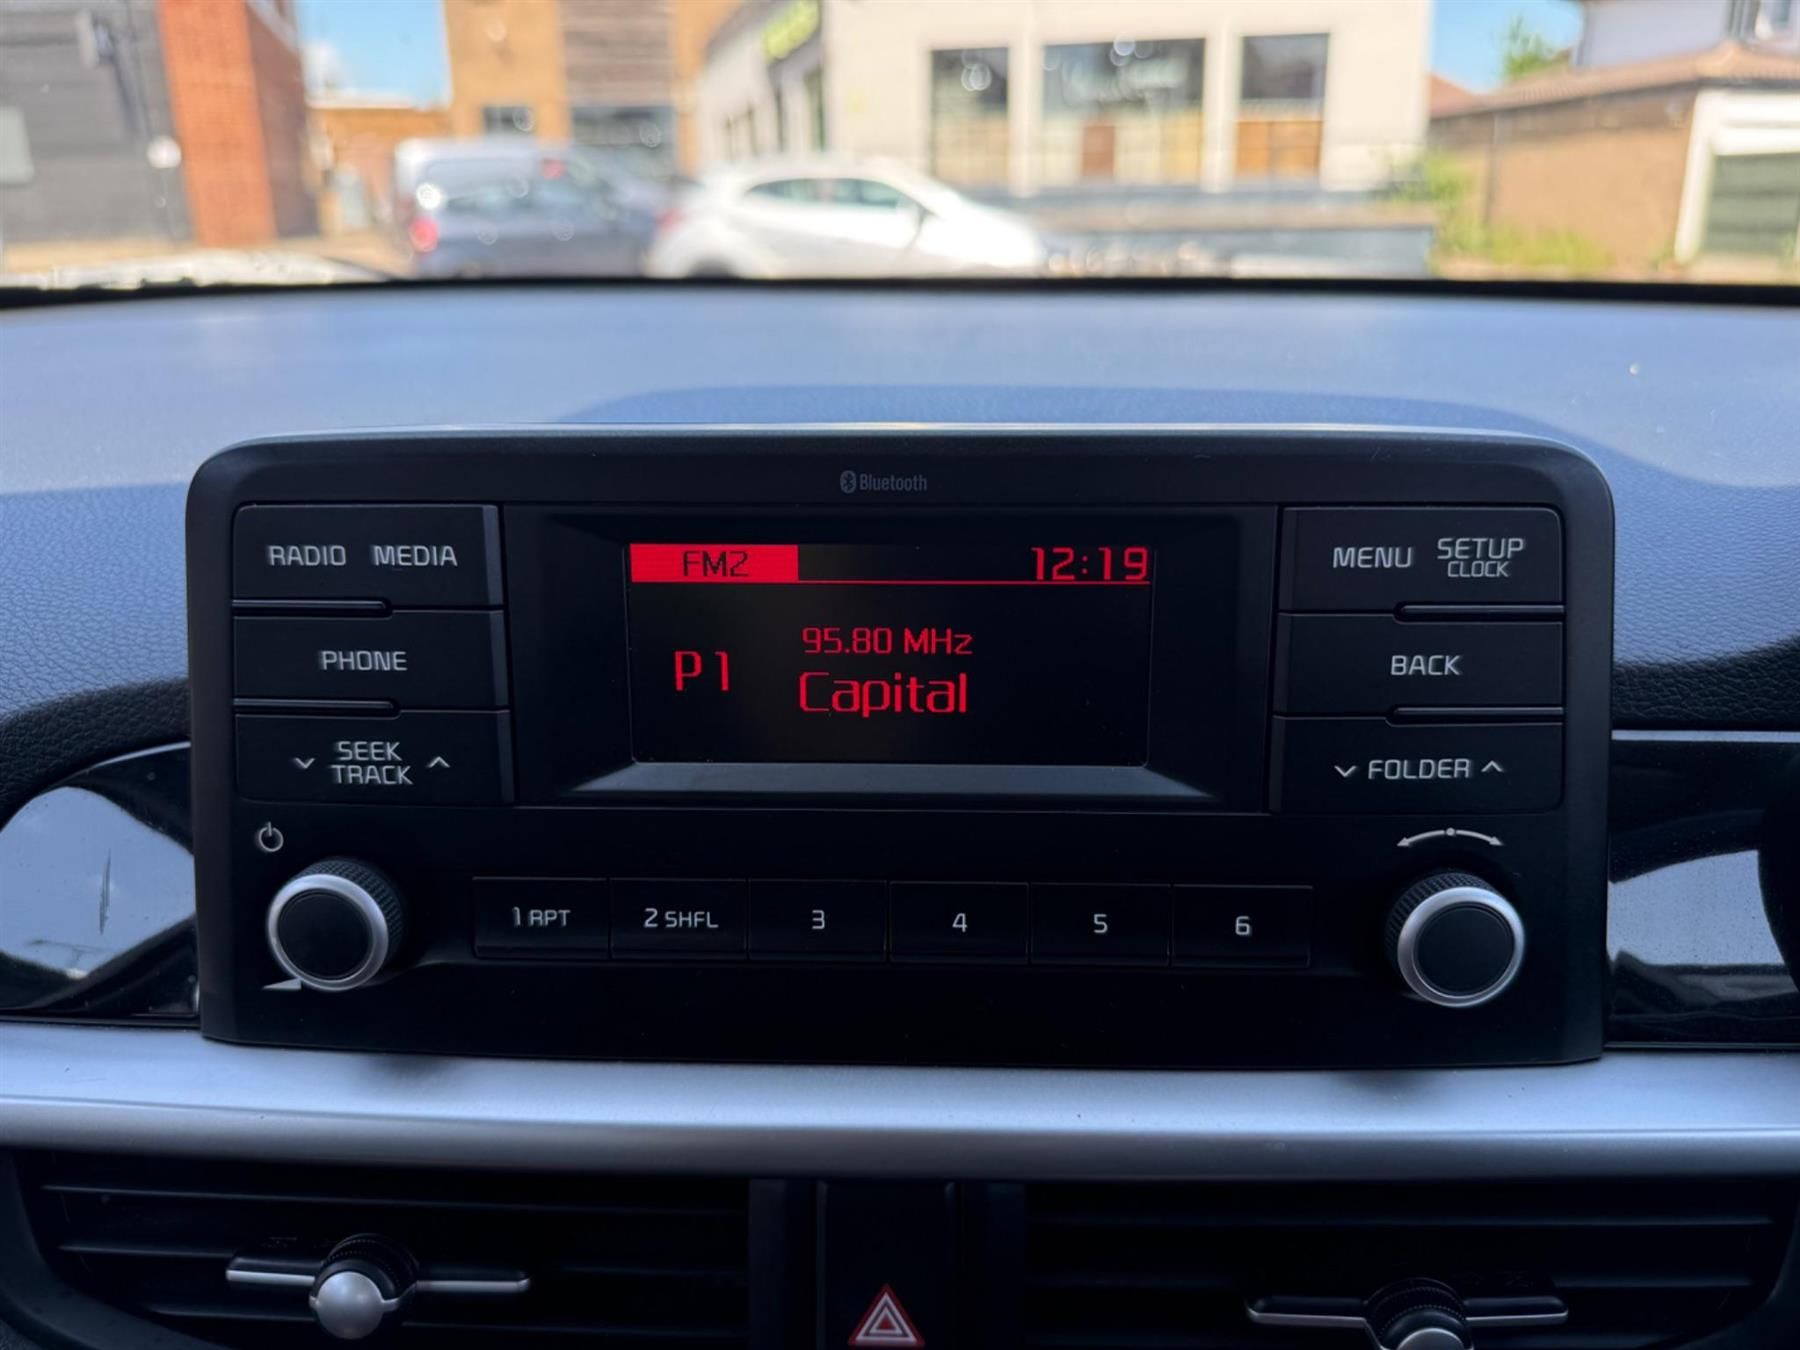 Bluetooth
RADIO MEDIA
PHONE
SEEK
TRACK
FM2 12:19
95.80 MHz
P1
Capital
MENU SETUP
CLOCK
BACK
FOLDER
1 RPT 2 SHFL 3 4 5 6